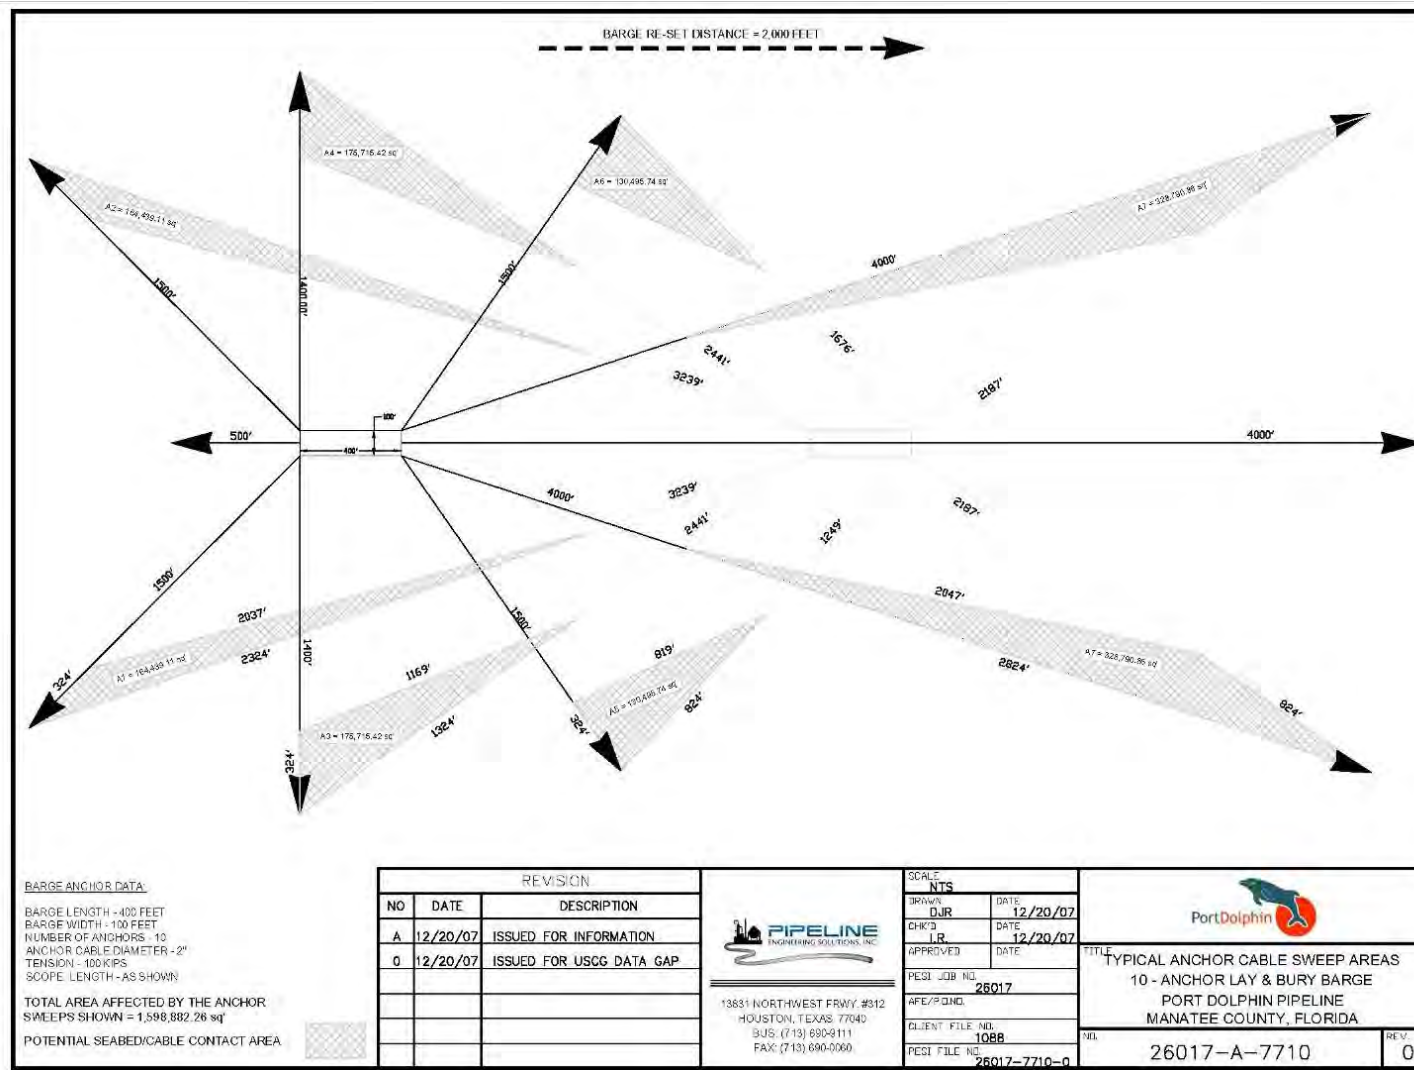 BARGE RE-SET DISTANCE = 2,000 FEET
A4 = 175,715.42 sq'
A6 = 130,495.74 sq'
A7 = 328,790.86 sq'
A2 = 164,439.11 sq'
1500'
1400.00'
1500'
4000'
2441'
1676'
3239'
2187'
100'
500'
400'
4000'
4000'
3239'
2441'
1249'
2187'
1500'
2037'
2324'
1400'
1500'
2047'
819'
2824'
1169'
A1 = 164,439.11 sq'
324'
A7 = 328,790.86 sq'
A5 = 130,495.74 sq'
824'
824'
1324'
324'
A3 = 175,715.42 sq'
324'
BARGE ANCHOR DATA:
BARGE LENGTH - 400 FEET
BARGE WIDTH - 100 FEET
NUMBER OF ANCHORS - 10
ANCHOR CABLE DIAMETER - 2"
TENSION - 100 KIPS
SCOPE LENGTH - AS SHOWN
TOTAL AREA AFFECTED BY THE ANCHOR
SWEEPS SHOWN = 1,598,882.26 sq'
POTENTIAL SEABED/CABLE CONTACT AREA
REVISION
NO DATE DESCRIPTION
A 12/20/07 ISSUED FOR INFORMATION
0 12/20/07 ISSUED FOR USCG DATA GAP
PIPELINE
ENGINEERING SOLUTIONS, INC.
13831 NORTHWEST FRWY, #312
HOUSTON, TEXAS 77040
BUS: (713) 690-9111
FAX: (713) 690-0060
SCALE
NTS
DRAWN DJR DATE 12/20/07
CHK'D I.R. DATE 12/20/07
APPROVED DATE
PESI JOB NO.
26017
AFE/P.O.NO.
CLIENT FILE NO.
1088
PESI FILE NO.
26017-7710-0
PortDolphin
TITLE
TYPICAL ANCHOR CABLE SWEEP AREAS
10 - ANCHOR LAY & BURY BARGE
PORT DOLPHIN PIPELINE
MANATEE COUNTY, FLORIDA
NO. 26017-A-7710
REV. 0